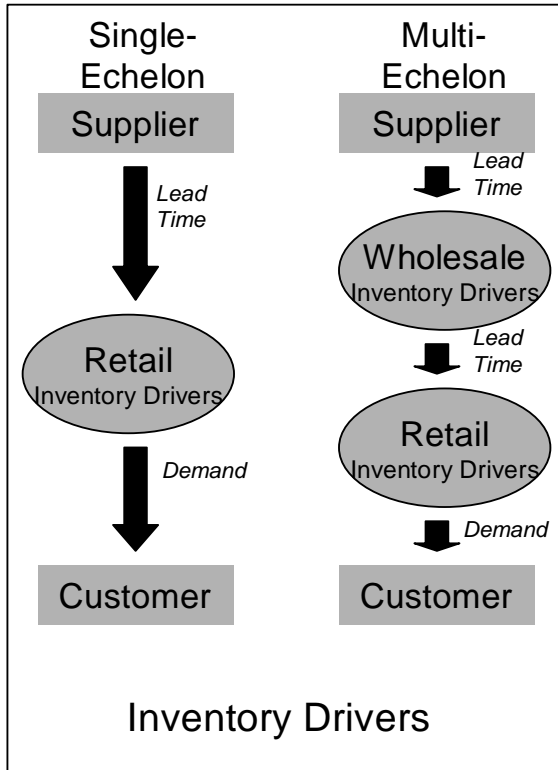 Single-
Echelon
Supplier
Lead
Time
Retail
Inventory Drivers
Demand
Customer
Multi-
Echelon
Supplier
Lead
Time
Wholesale
Inventory Drivers
Lead
Time
Retail
Inventory Drivers
Demand
Customer
Inventory Drivers